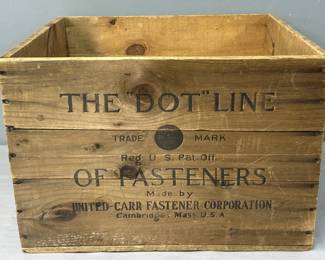 THE "DOT" LINE
TRADE MARK
Reg. U.S. Pat. Off.
OF FASTENERS
Made by
UNITED-CARR FASTENER CORPORATION
Cambridge, Mass U.S.A